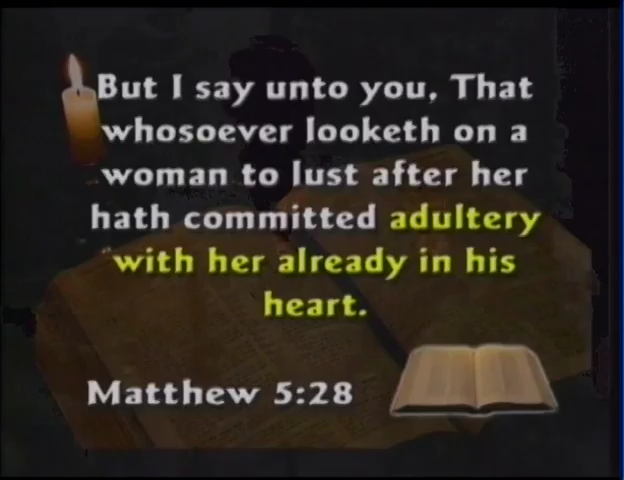 But I say unto you, That
whosoever looketh on a
woman to lust after her
hath committed adultery
with her already in his
heart.
Matthew 5:28